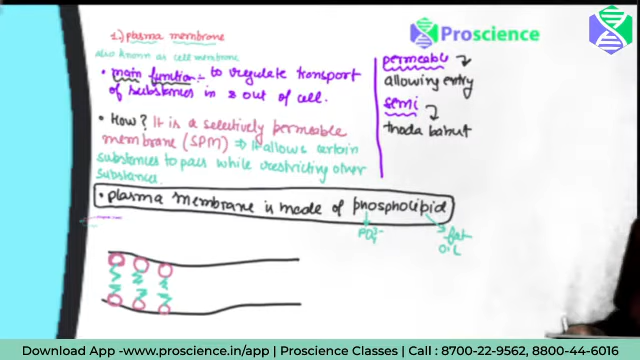 1.) plasma membrane
also known as cell membrane
• main function:- to regulate transport
of substances in & out of cell.
• How? It is a selectively permeable
membrane (SPM) → It allows certain
substances to pass while restricting other
substance.
• plasma membrane is made of phospholipid
PO₄³⁻
fat
oil
Proscience
permeable
allowing entry
semi
thoda bahut
Proscience
Download App -www.proscience.in/app | Proscience Classes | Call : 8700-22-9562, 8800-44-6016